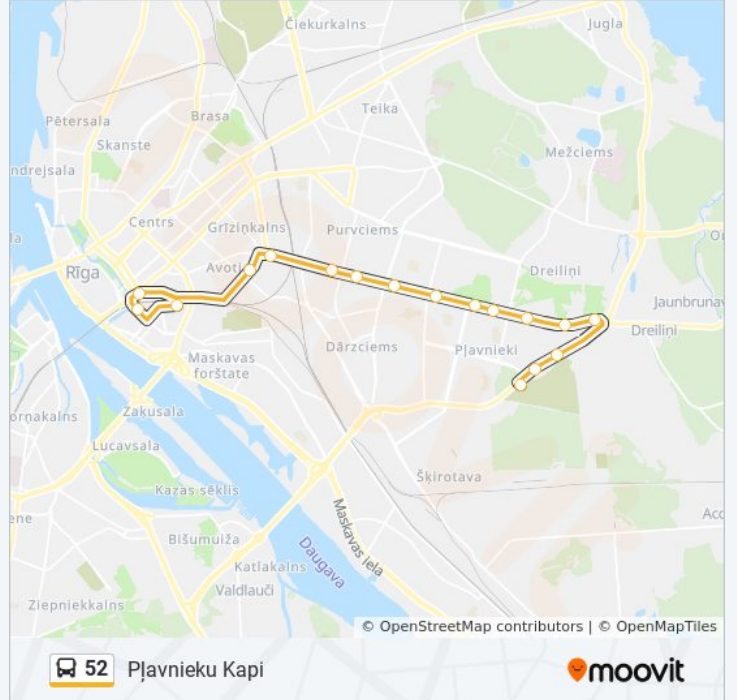 Čiekurkalns
Jugla
Teika
Pētersala
Brasa
Skanste
Mežciems
ndrejsala
Centrs
Grīziņkalns
Purvciems
la
Rīga
Avoti
Dreiliņi
Jaunbrunav
Dreiliņi
Dārzciems
Pļavnieki
Maskavas
forštate
ornakalns
Zaķusala
Lucavsala
Šķirotava
Kazas sēklis
ene
Acc
Maskavas iela
Bišumuiža
Daugava
Katlakalns
Valdlauči
Ziepniekkalns
© OpenStreetMap contributors | © OpenMapTiles
52 Pļavnieku Kapi
moovit